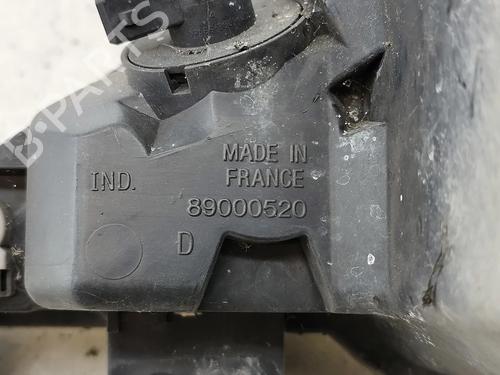 B-PARTS
MADE IN
FRANCE
IND.
89000520
D